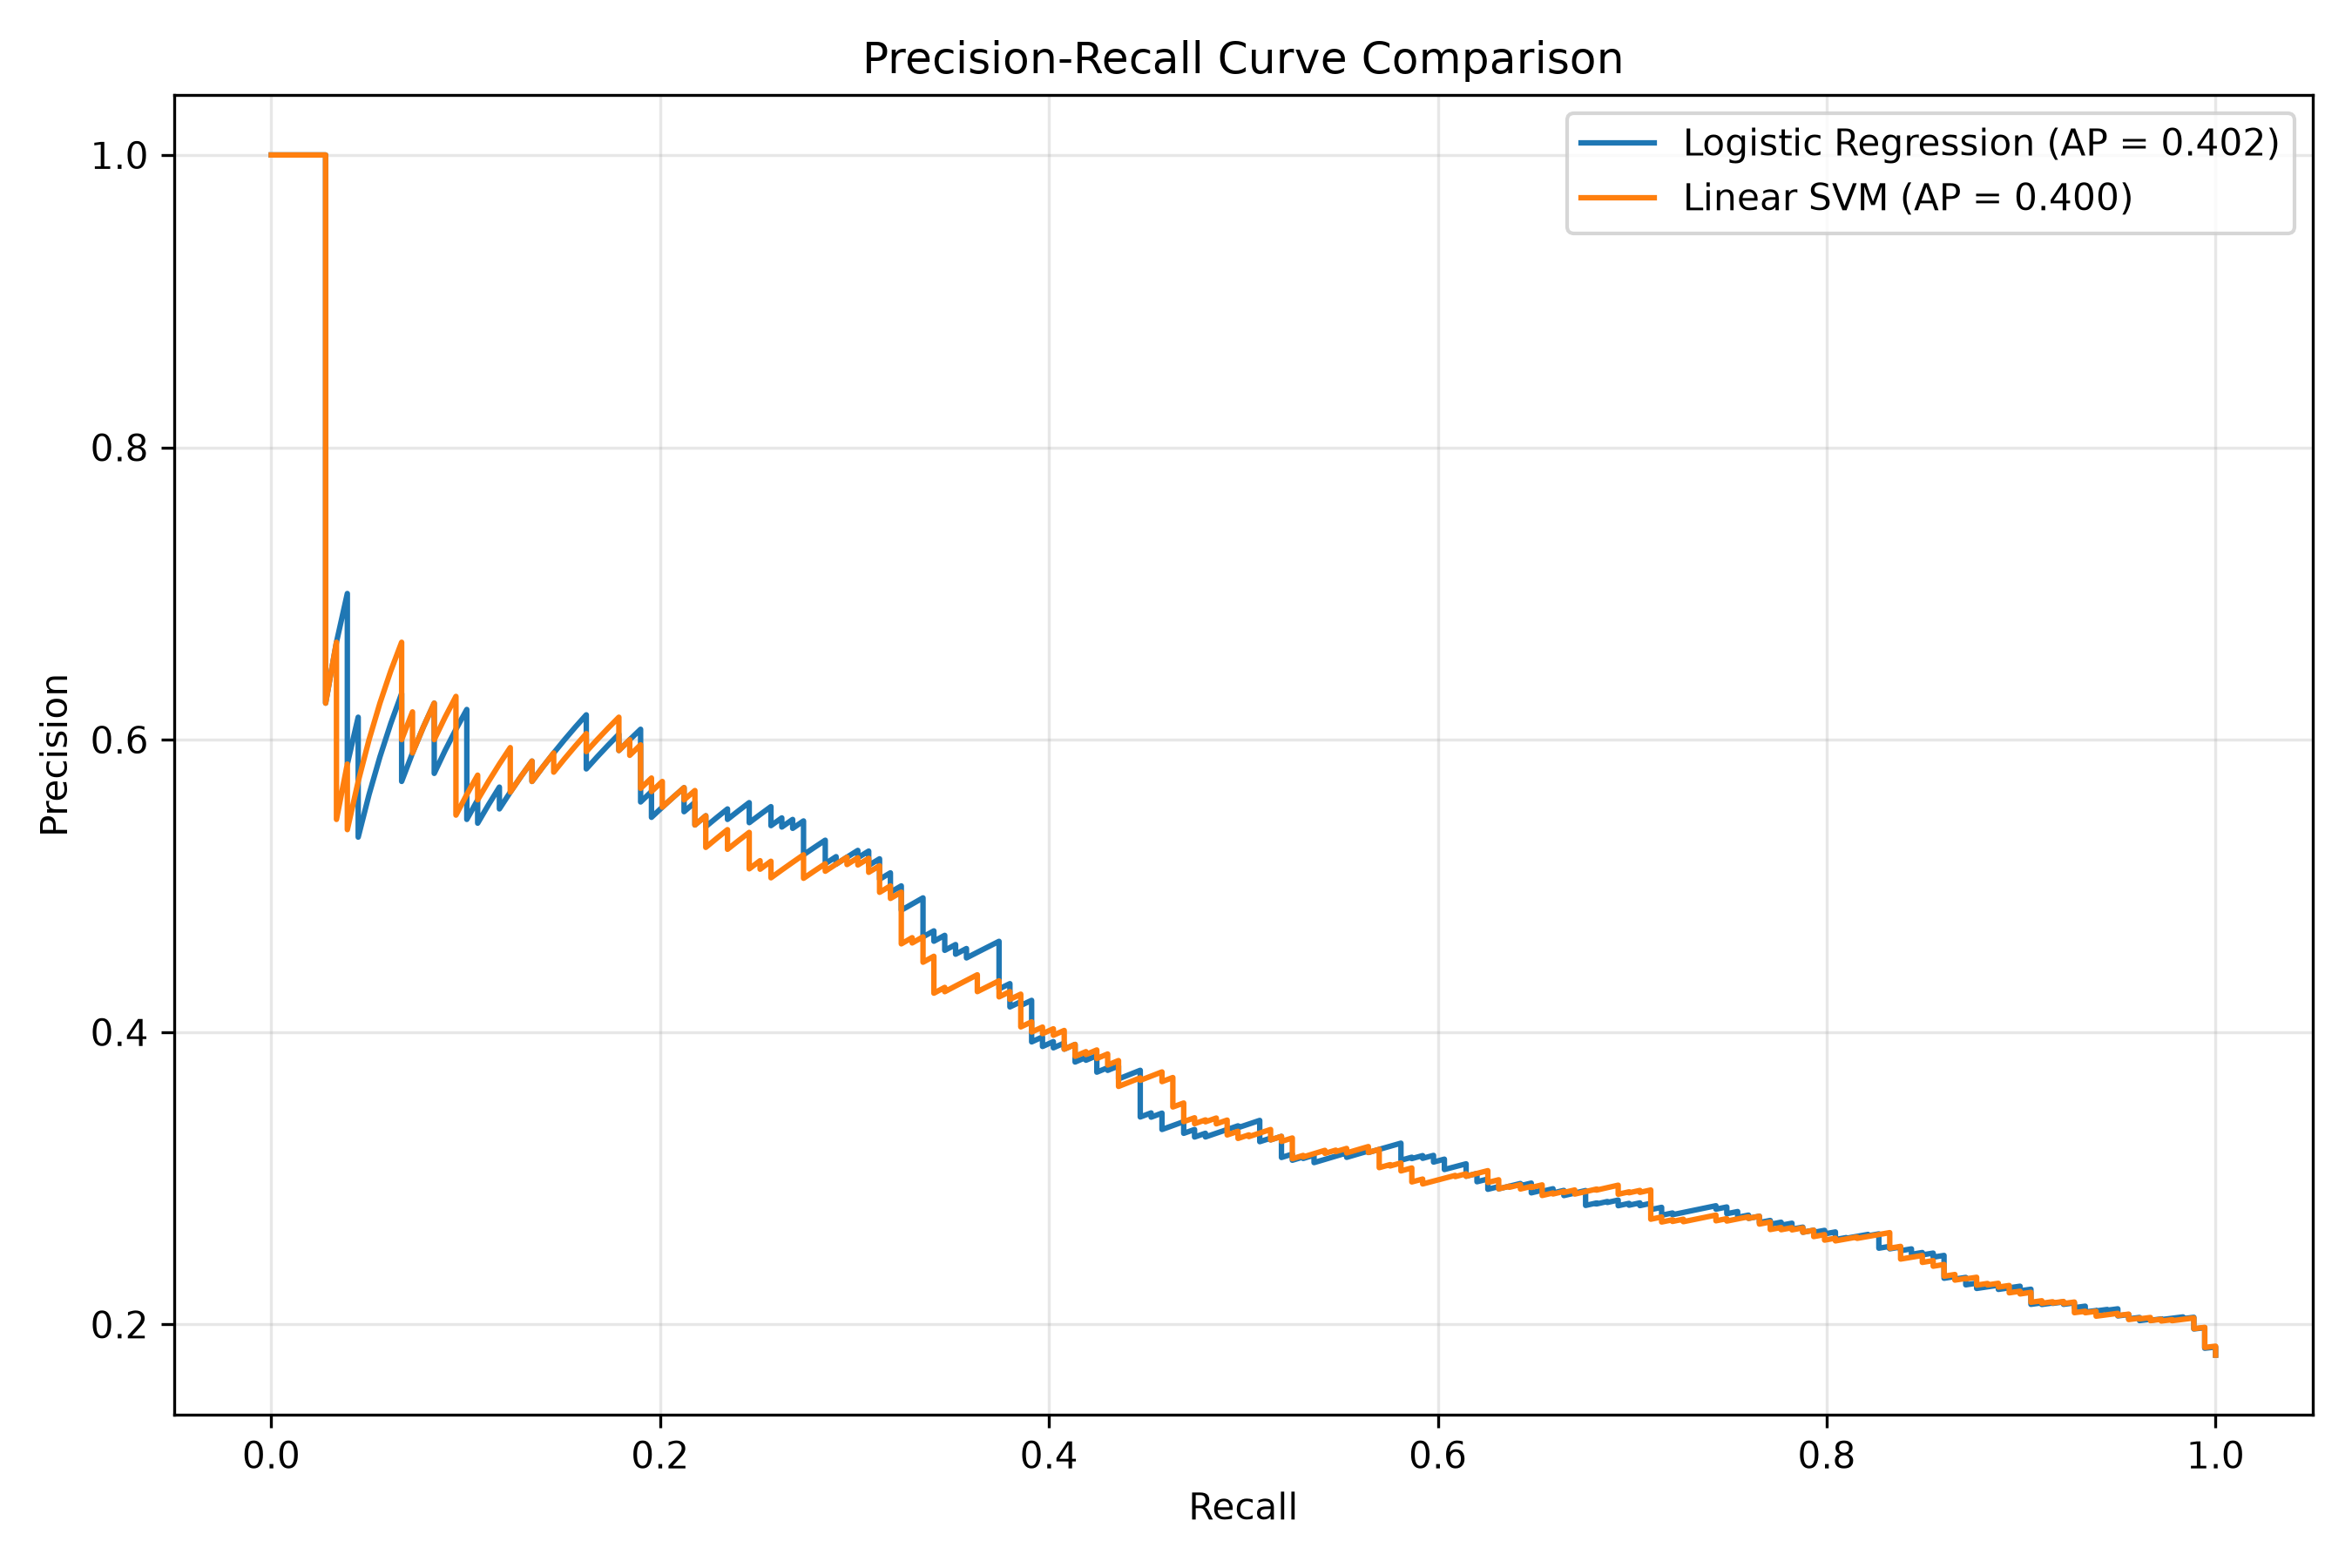 Precision-Recall Curve Comparison
Logistic Regression (AP = 0.402)
Linear SVM (AP = 0.400)
1.0
0.8
0.6
0.4
0.2
Precision
0.0 0.2 0.4 0.6 0.8 1.0
Recall